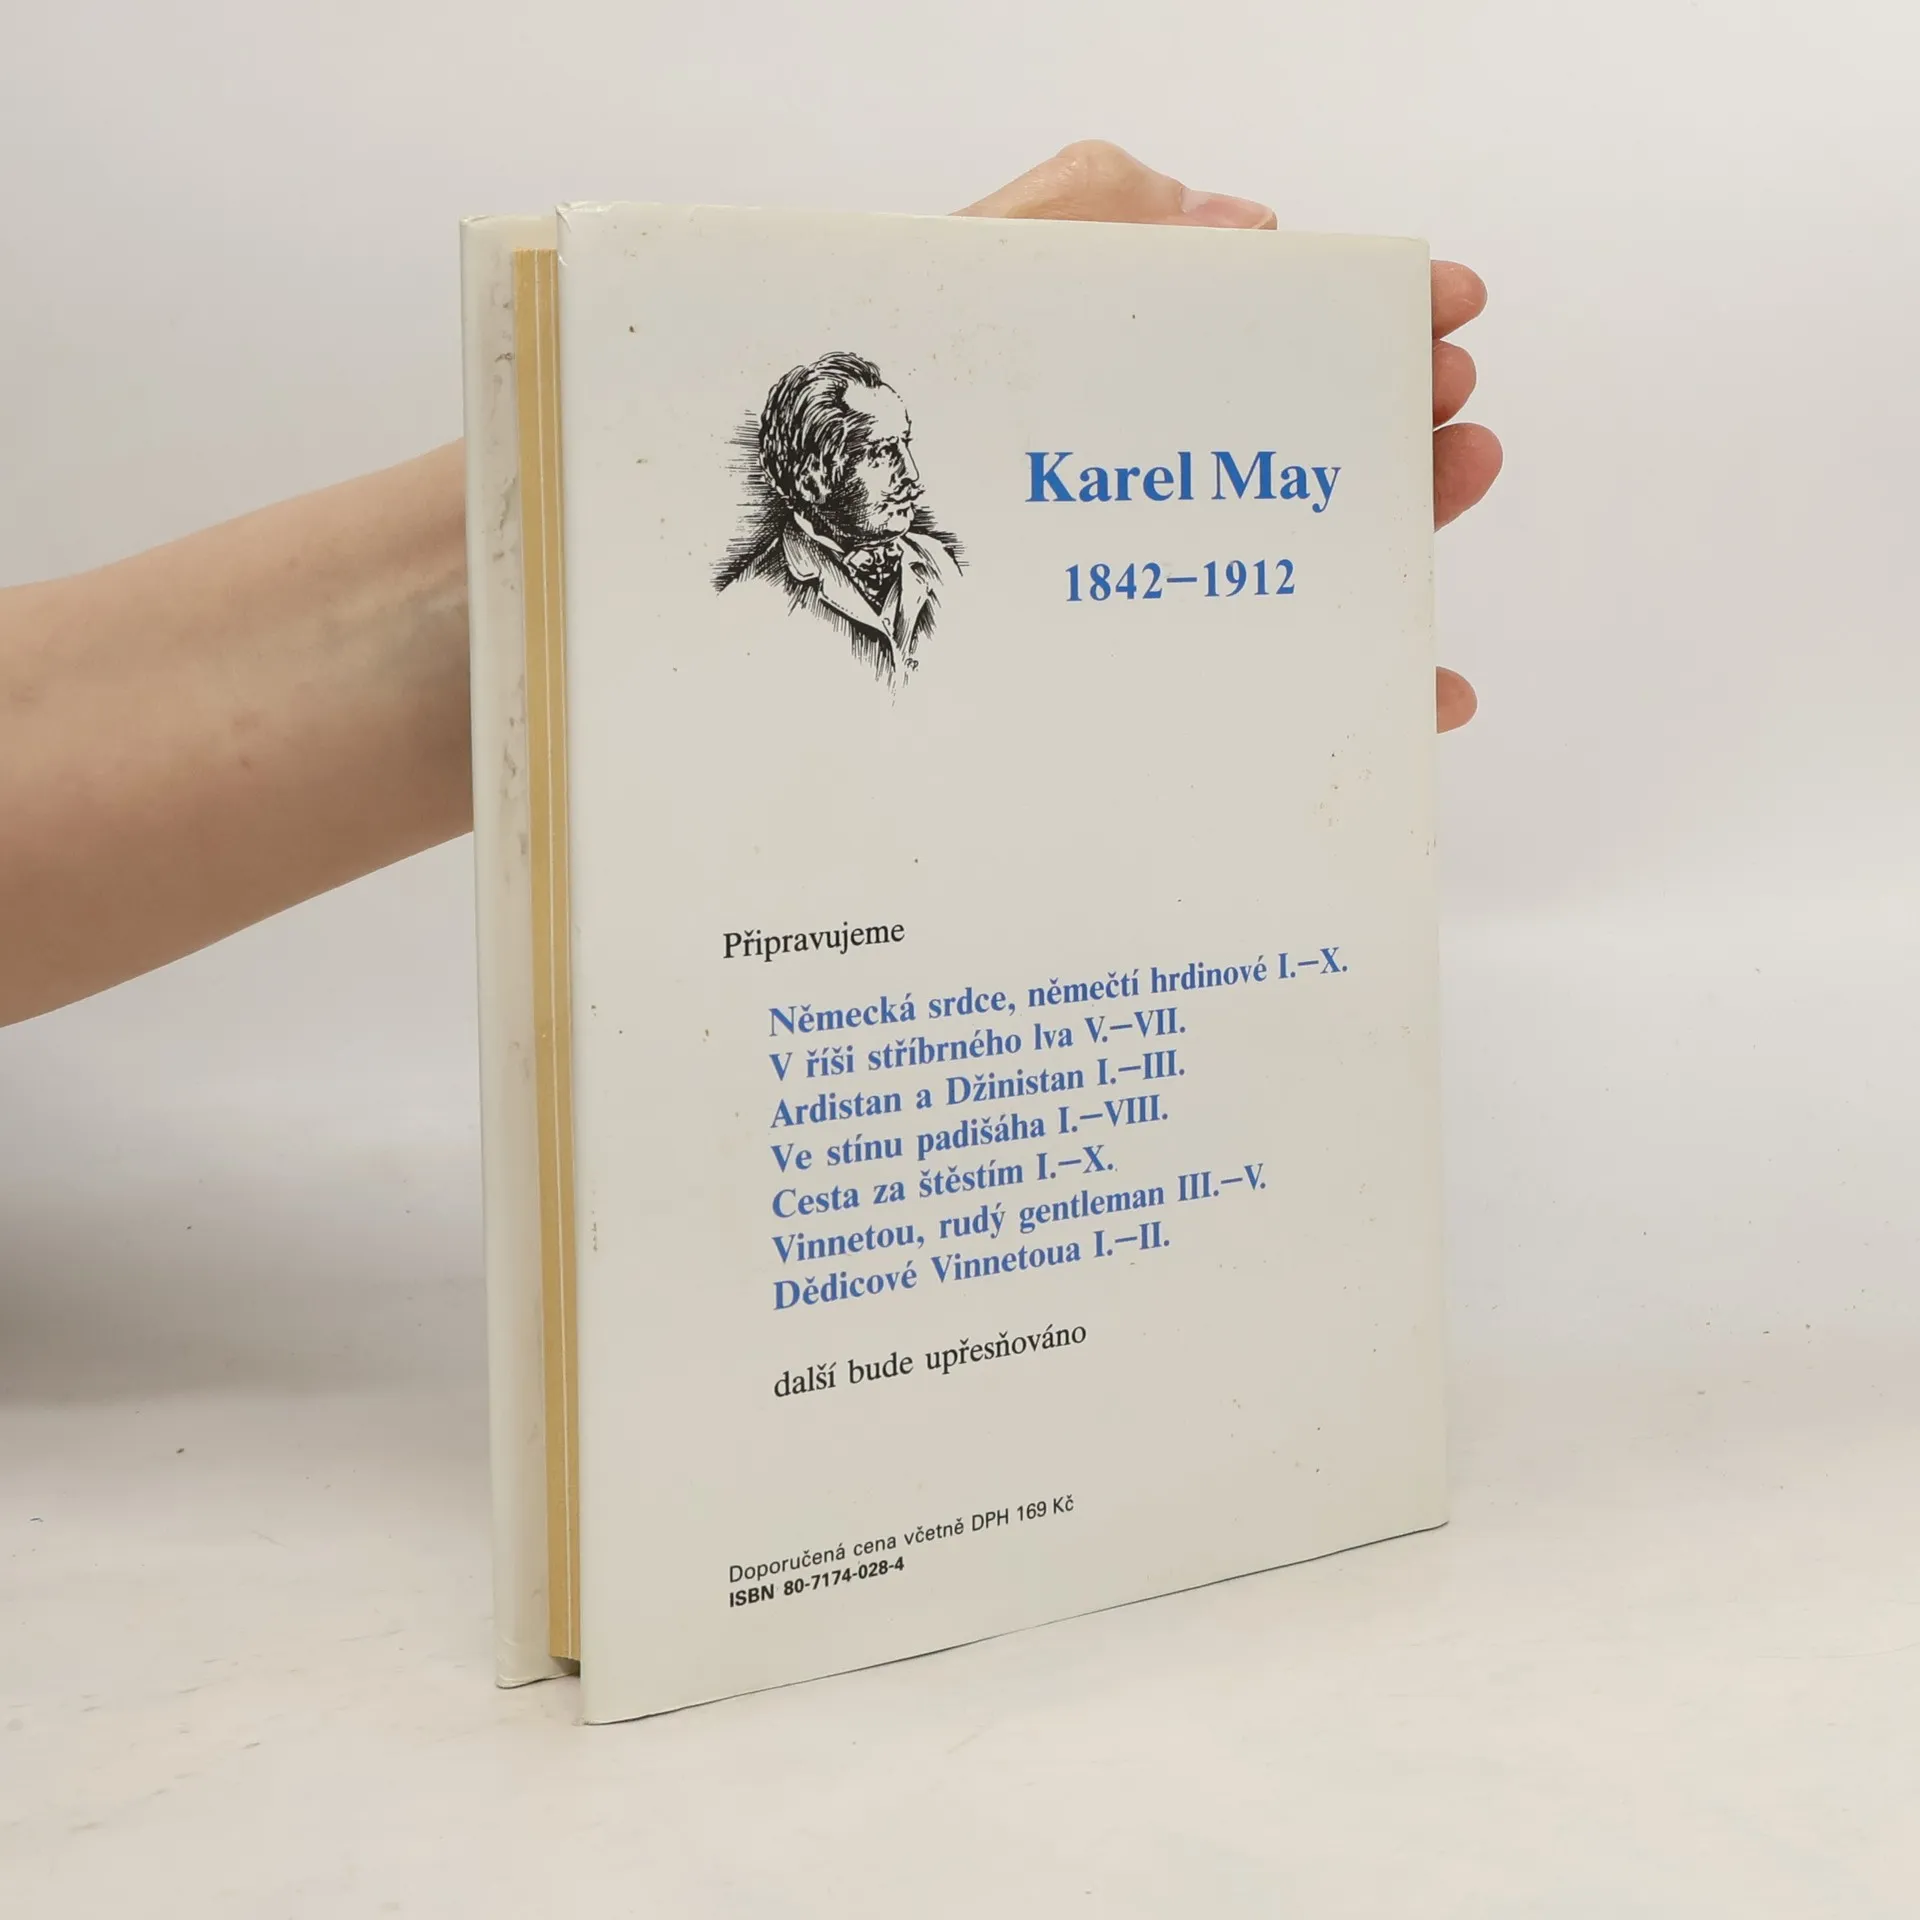 Karel May
1842–1912
P.P.
Připravujeme
Německá srdce, němečtí hrdinové I.–X.
V říši stříbrného lva V.–VII.
Ardistan a Džinistan I.–III.
Ve stínu padišáha I.–VIII.
Cesta za štěstím I.–X.
Vinnetou, rudý gentleman III.–V.
Dědicové Vinnetoua I.–II.
další bude upřesňováno
Doporučená cena včetně DPH 169 Kč
ISBN 80-7174-028-4